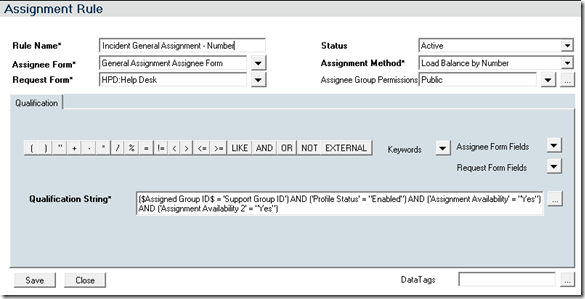 Assignment Rule
Rule Name* Incident General Assignment - Number Status Active
Assignee Form* General Assignment Assignee Form Assignment Method* Load Balance by Number
Request Form* HPD:Help Desk Assignee Group Permissions Public ...
Qualification
( ) " + - * / % = != < > <= >= LIKE AND OR NOT EXTERNAL Keywords Assignee Form Fields
Request Form Fields
Qualification String* ($Assigned Group ID$ = 'Support Group ID') AND ('Profile Status' = "Enabled") AND ('Assignment Availability' = "Yes") ...
AND ('Assignment Availability 2' = "Yes")
Save Close DataTags ...